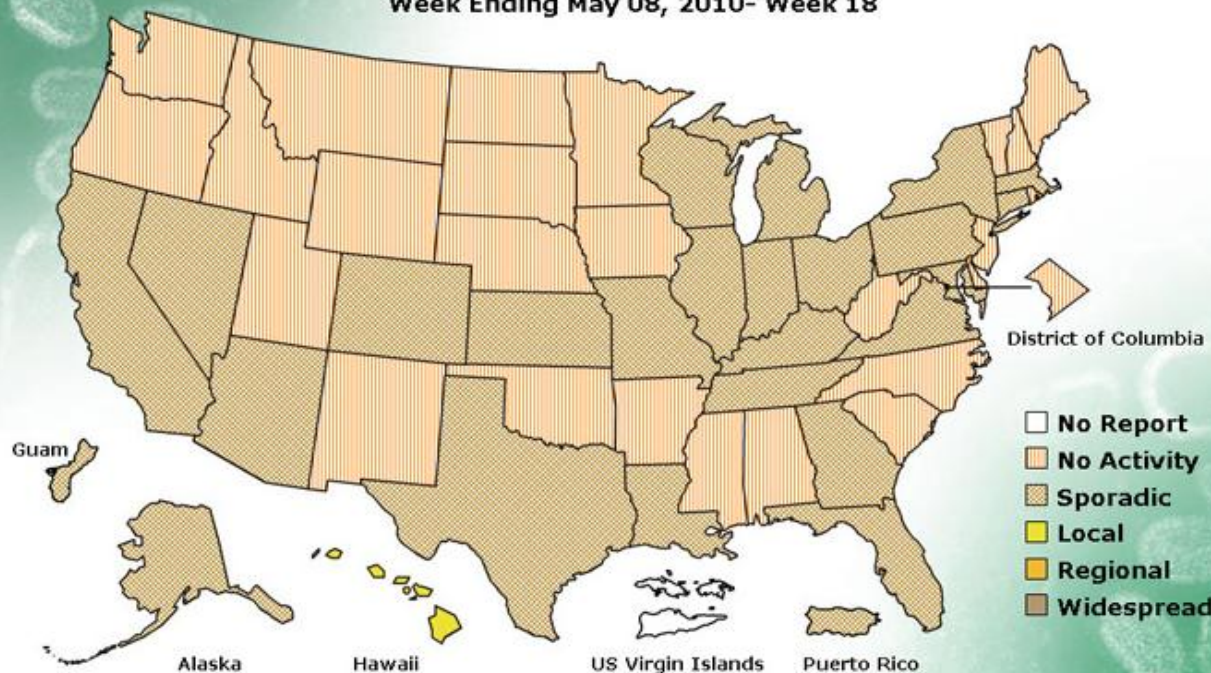 Week Ending May 08, 2010- Week 18
District of Columbia
No Report
Guam
No Activity
Sporadic
Local
Regional
Widespread
Alaska
Hawaii
US Virgin Islands
Puerto Rico